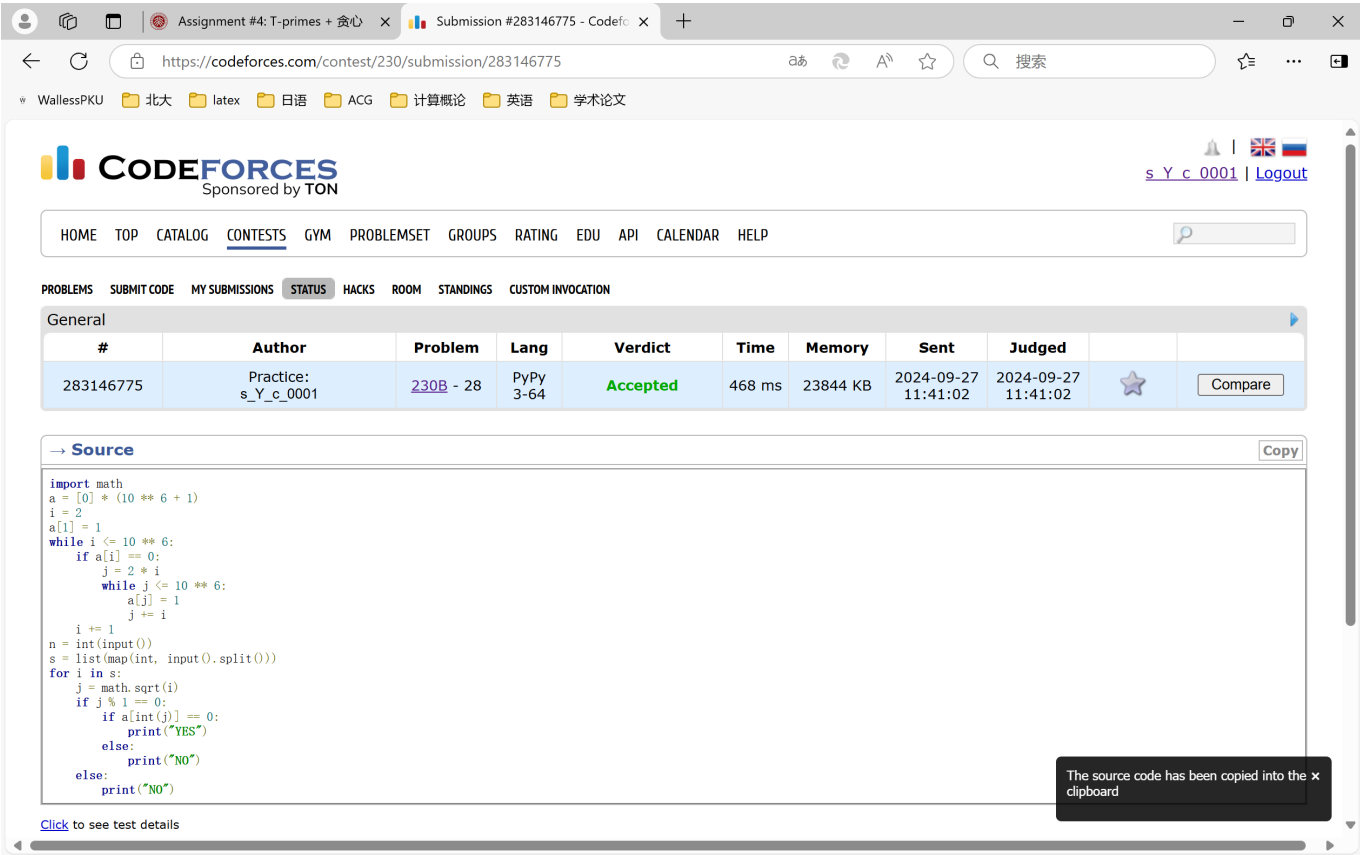 Assignment #4: T-primes + 贪心
Submission #283146775 - Codefo
https://codeforces.com/contest/230/submission/283146775
搜索
WallessPKU 北大 latex 日语 ACG 计算概论 英语 学术论文
CODEFORCES
Sponsored by TON
s_Y_c_0001 | Logout
HOME TOP CATALOG CONTESTS GYM PROBLEMSET GROUPS RATING EDU API CALENDAR HELP
PROBLEMS SUBMIT CODE MY SUBMISSIONS STATUS HACKS ROOM STANDINGS CUSTOM INVOCATION
General
# Author Problem Lang Verdict Time Memory Sent Judged
283146775 Practice: s_Y_c_0001 230B - 28 PyPy 3-64 Accepted 468 ms 23844 KB 2024-09-27 11:41:02 2024-09-27 11:41:02 Compare
→ Source
Copy
import math
a = [0] * (10 ** 6 + 1)
i = 2
a[1] = 1
while i <= 10 ** 6:
    if a[i] == 0:
        j = 2 * i
        while j <= 10 ** 6:
            a[j] = 1
            j += i
    i += 1
n = int(input())
s = list(map(int, input().split()))
for i in s:
    j = math.sqrt(i)
    if j % 1 == 0:
        if a[int(j)] == 0:
            print("YES")
        else:
            print("NO")
    else:
        print("NO")
The source code has been copied into the
clipboard
Click to see test details